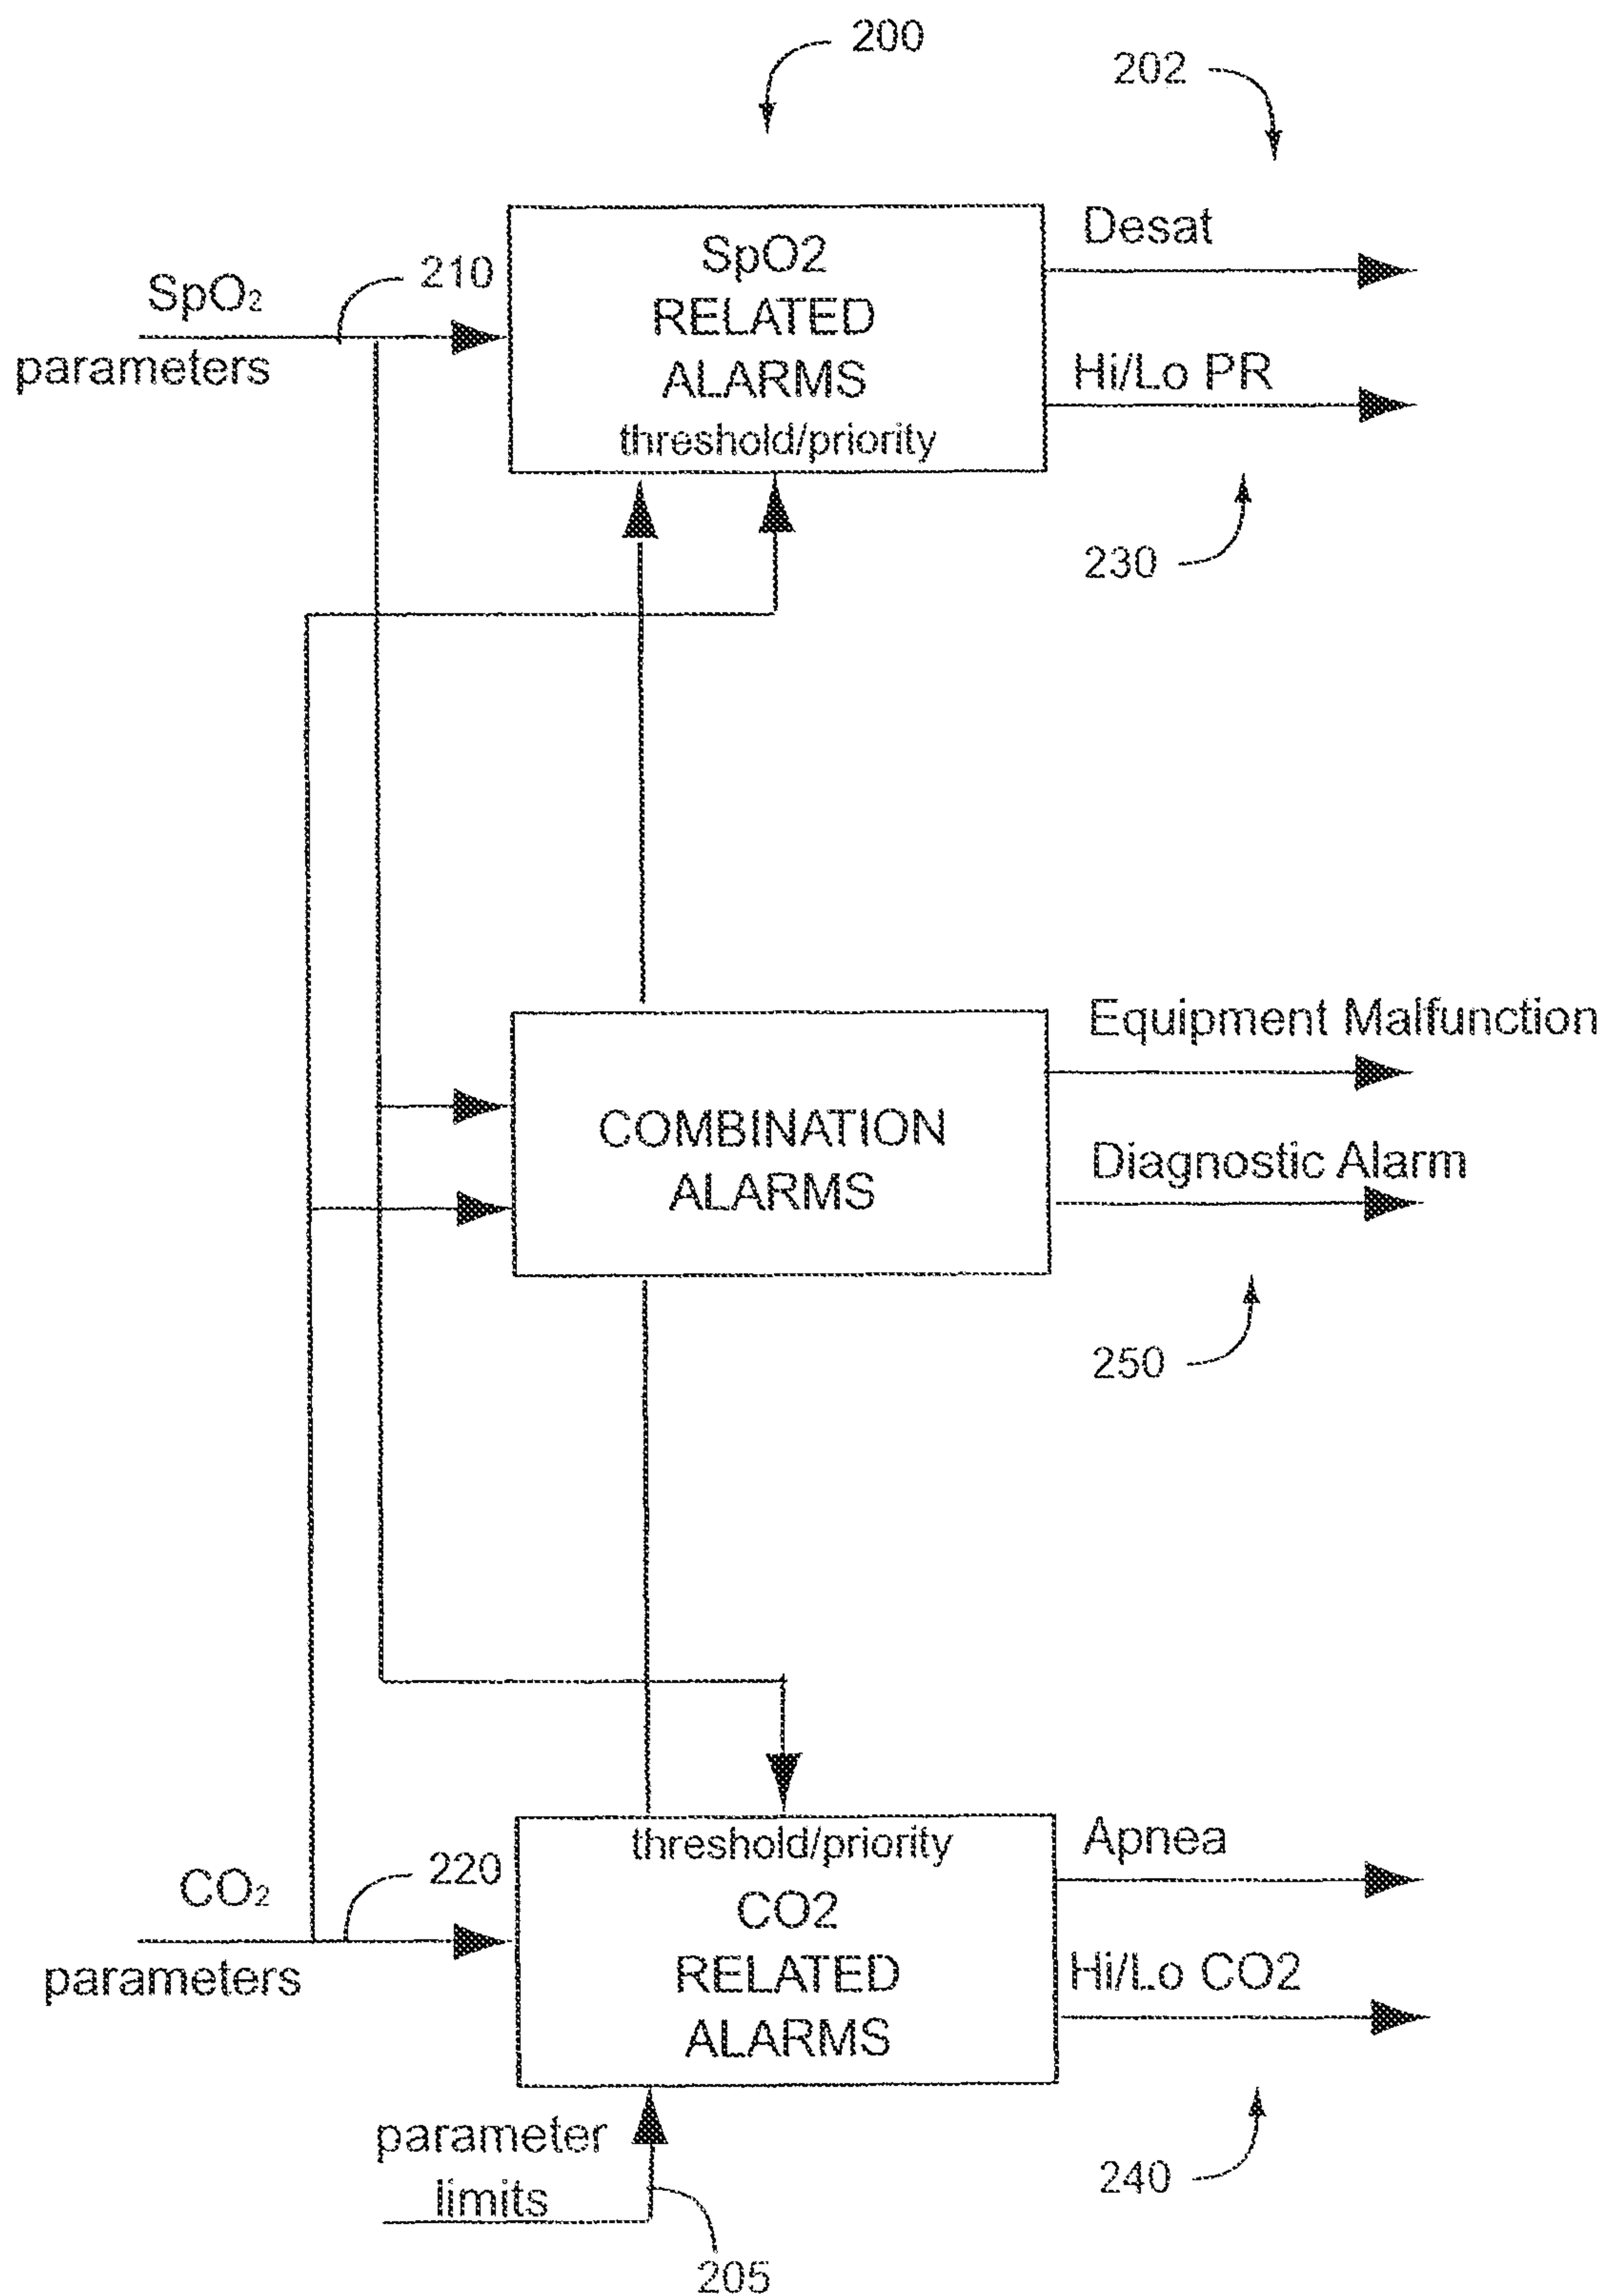 200
202
SpO2
RELATED
ALARMS
threshold/priority
Desat
Hi/Lo PR
210
SpO₂
parameters
230
Equipment Malfunction
COMBINATION
ALARMS
Diagnostic Alarm
250
threshold/priority
CO2
RELATED
ALARMS
Apnea
Hi/Lo CO2
220
CO₂
parameters
parameter
limits
240
205